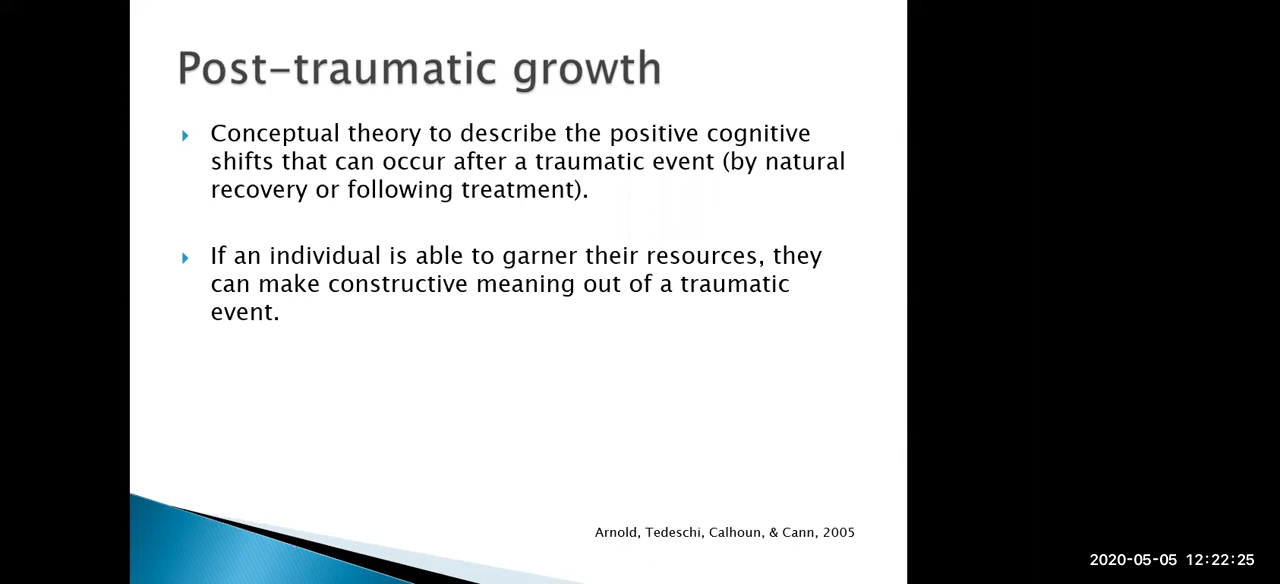 Post-traumatic growth
Conceptual theory to describe the positive cognitive
shifts that can occur after a traumatic event (by natural
recovery or following treatment).
If an individual is able to garner their resources, they
can make constructive meaning out of a traumatic
event.
Arnold, Tedeschi, Calhoun, & Cann, 2005
2020-05-05 12:22:25